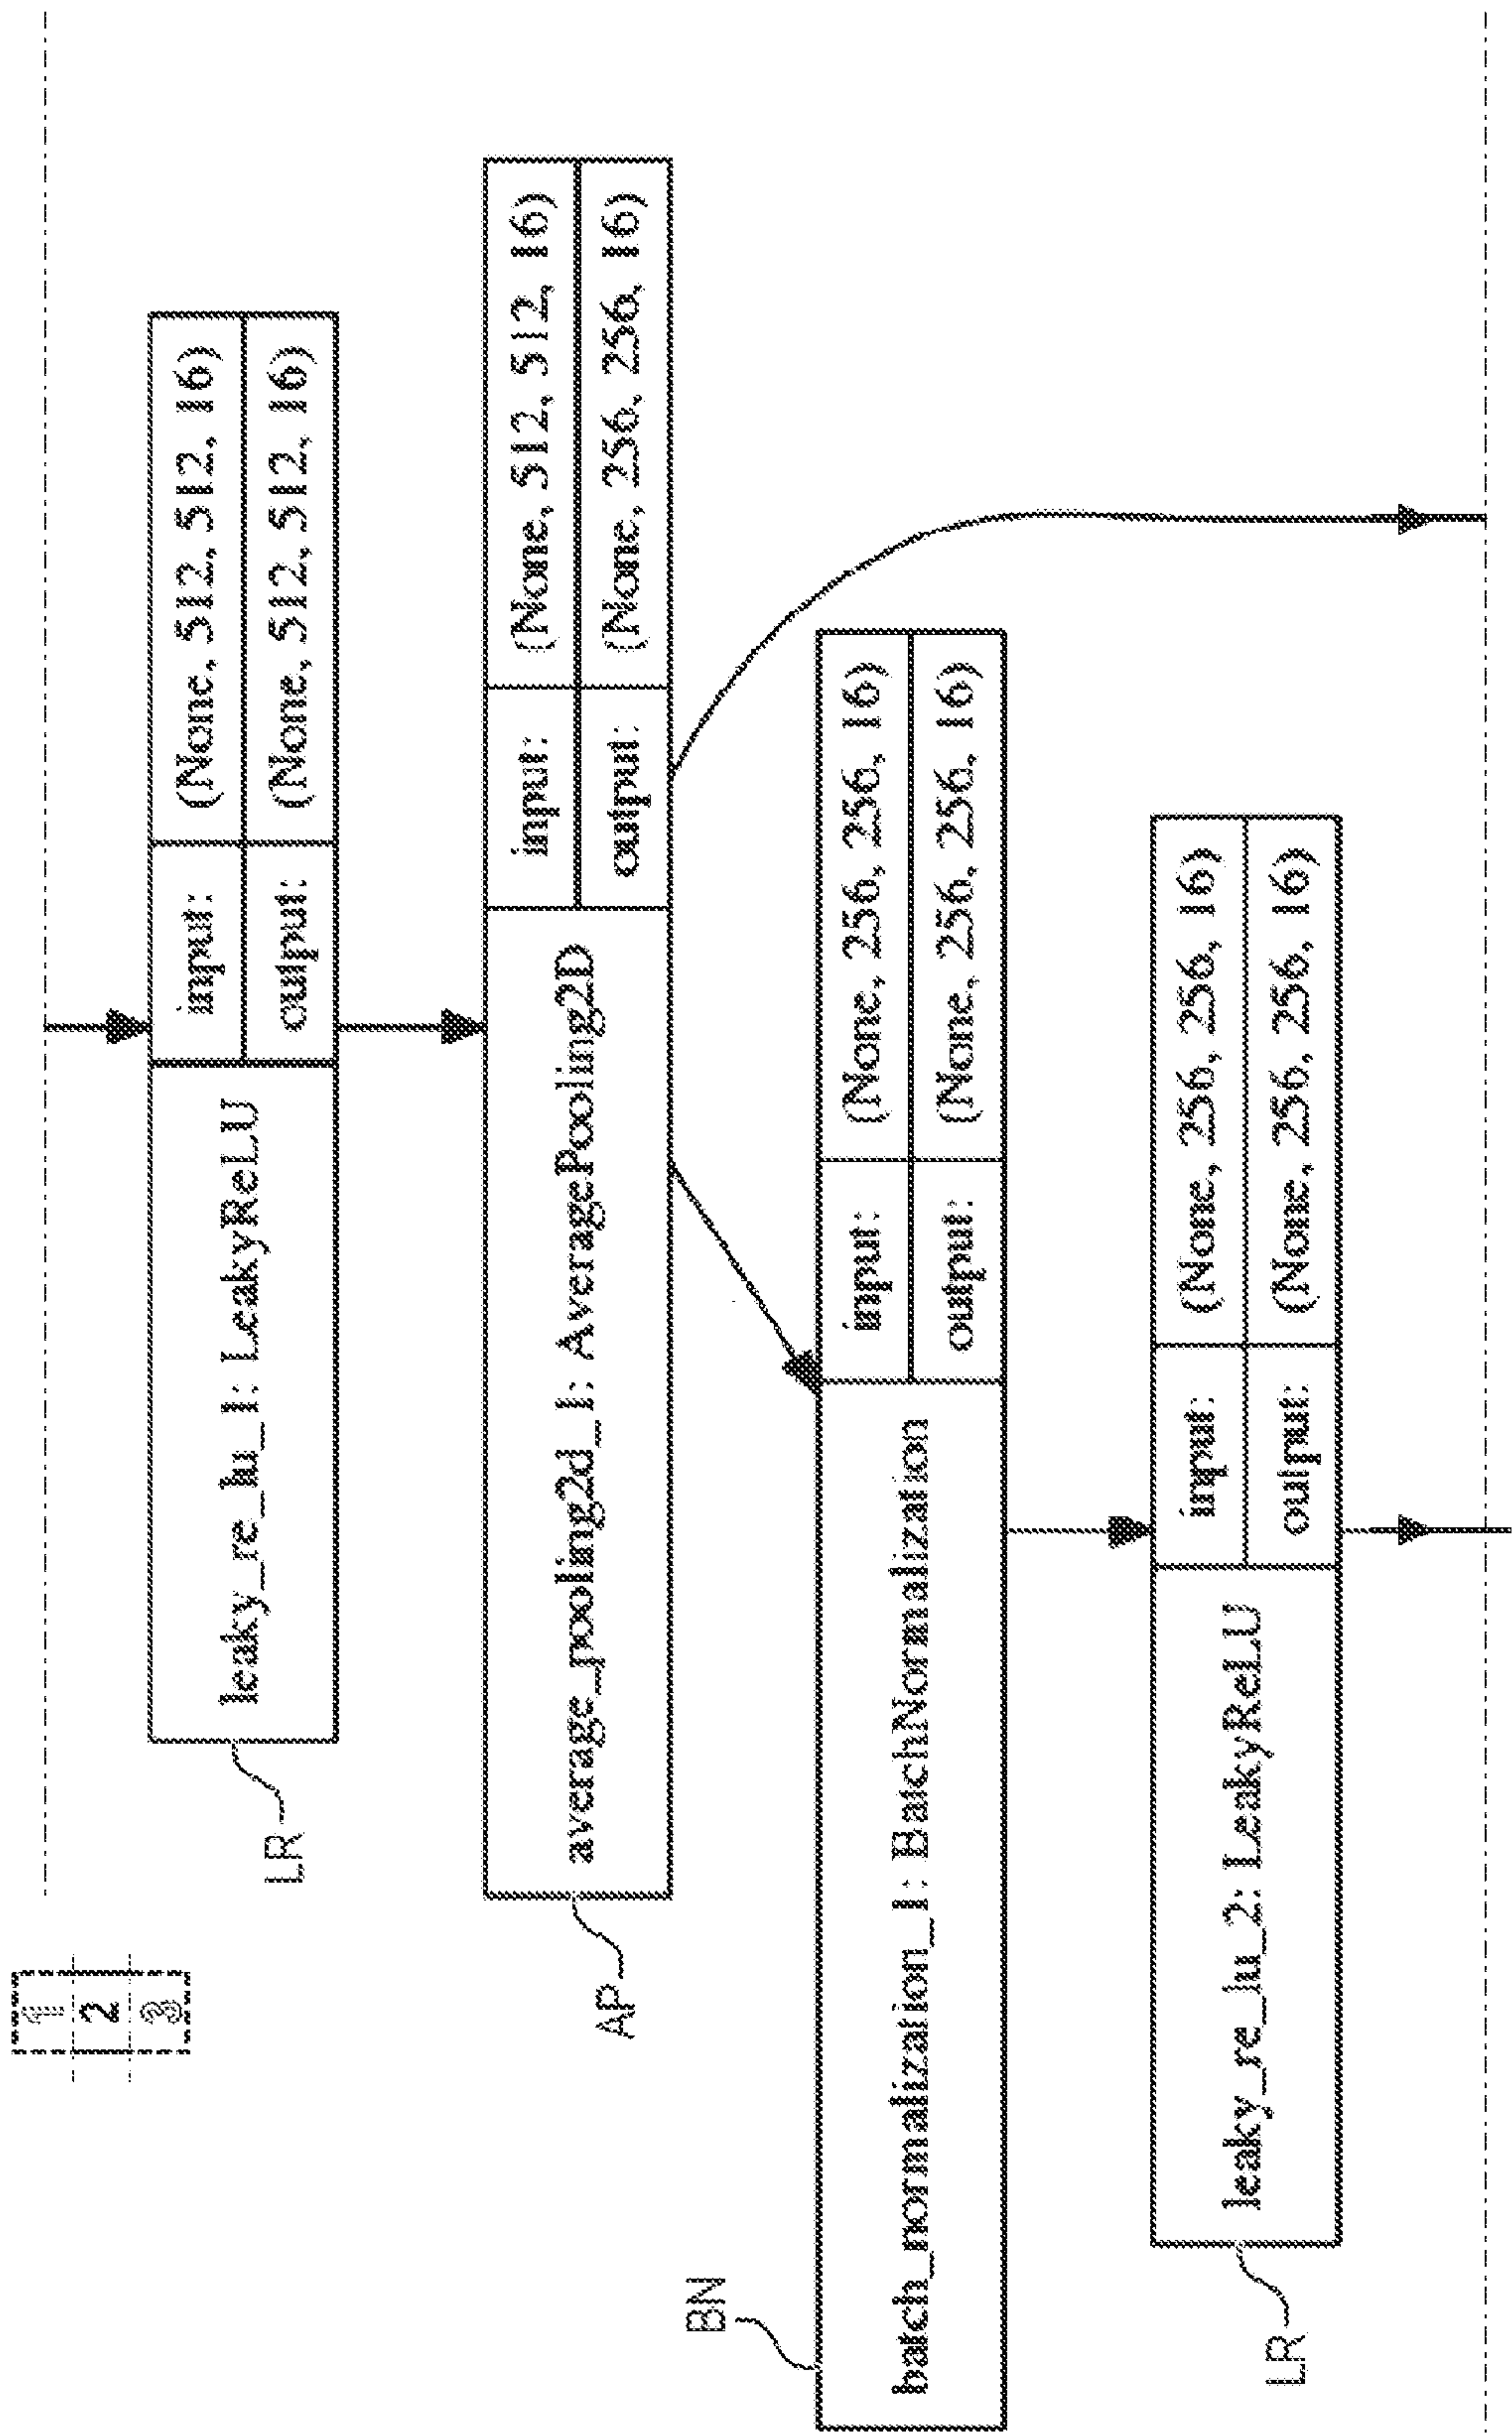 1
2
3
leaky_re_lu_1: LeakyReLU
input:
(None, 512, 512, 16)
output:
(None, 512, 512, 16)
LR
average_pooling2d_1: AveragePooling2D
input:
(None, 512, 512, 16)
output:
(None, 256, 256, 16)
AP
batch_normalization_1: BatchNormalization
input:
(None, 256, 256, 16)
output:
(None, 256, 256, 16)
BN
leaky_re_lu_2: LeakyReLU
input:
(None, 256, 256, 16)
output:
(None, 256, 256, 16)
LR